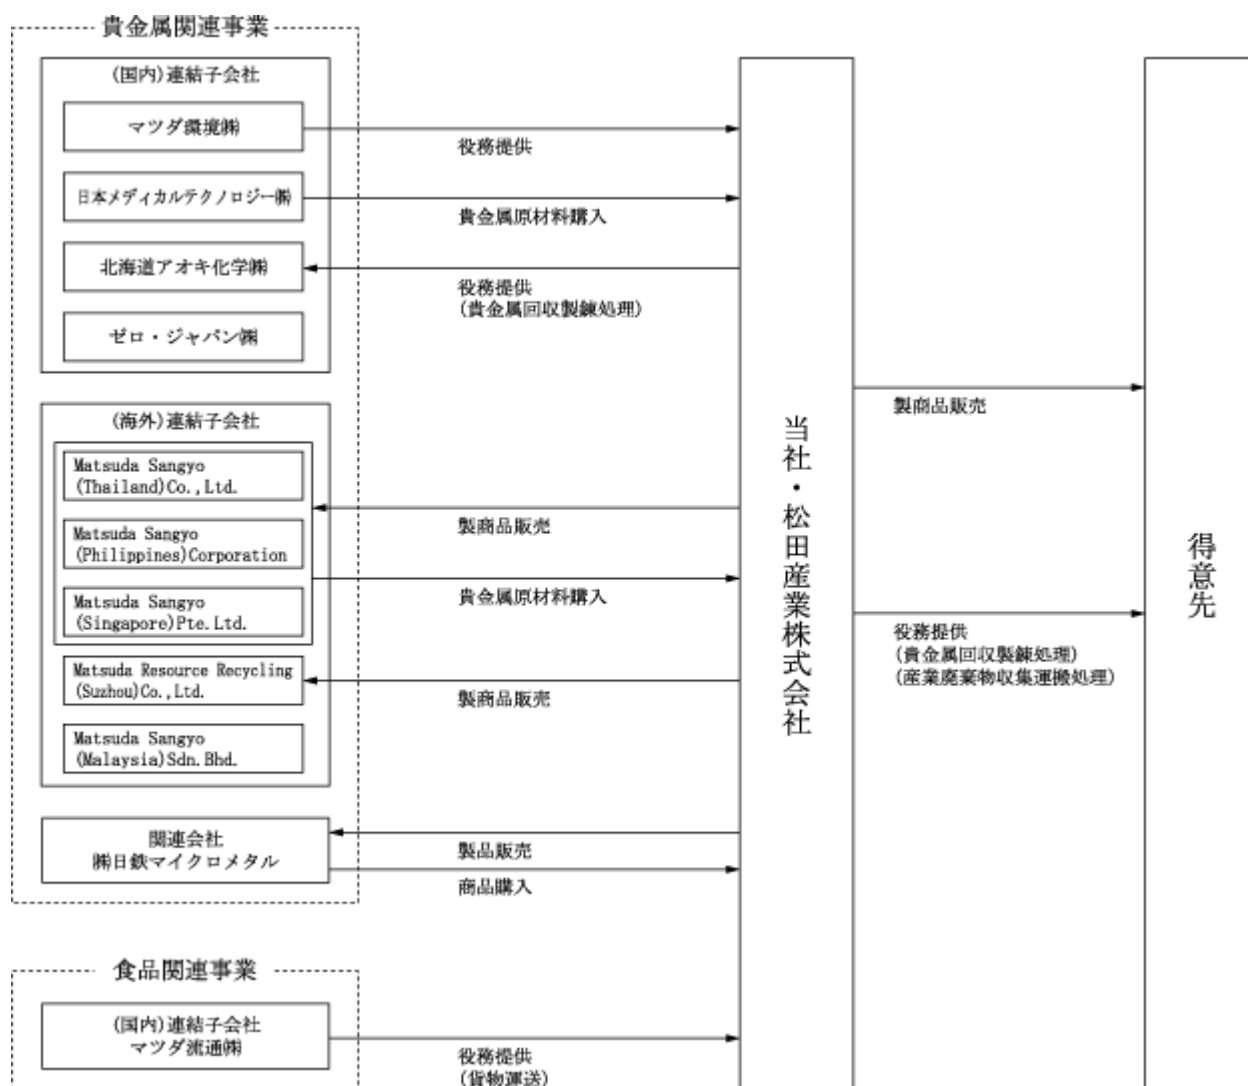 貴金属関連事業
(国内)連結子会社
マツダ環境㈱
役務提供
日本メディカルテクノロジー㈱
貴金属原材料購入
北海道アオキ化学㈱
役務提供
(貴金属回収製錬処理)
ゼロ・ジャパン㈱
(海外)連結子会社
Matsuda Sangyo
(Thailand)Co.,Ltd.
製商品販売
Matsuda Sangyo
(Philippines)Corporation
貴金属原材料購入
Matsuda Sangyo
(Singapore)Pte.Ltd.
Matsuda Resource Recycling
(Suzhou)Co.,Ltd.
製商品販売
Matsuda Sangyo
(Malaysia)Sdn.Bhd.
関連会社
㈱日鉄マイクロメタル
製品販売
商品購入
食品関連事業
(国内)連結子会社
マツダ流通㈱
役務提供
(貨物運送)
当社・松田産業株式会社
製商品販売
役務提供
(貴金属回収製錬処理)
(産業廃棄物収集運搬処理)
得意先